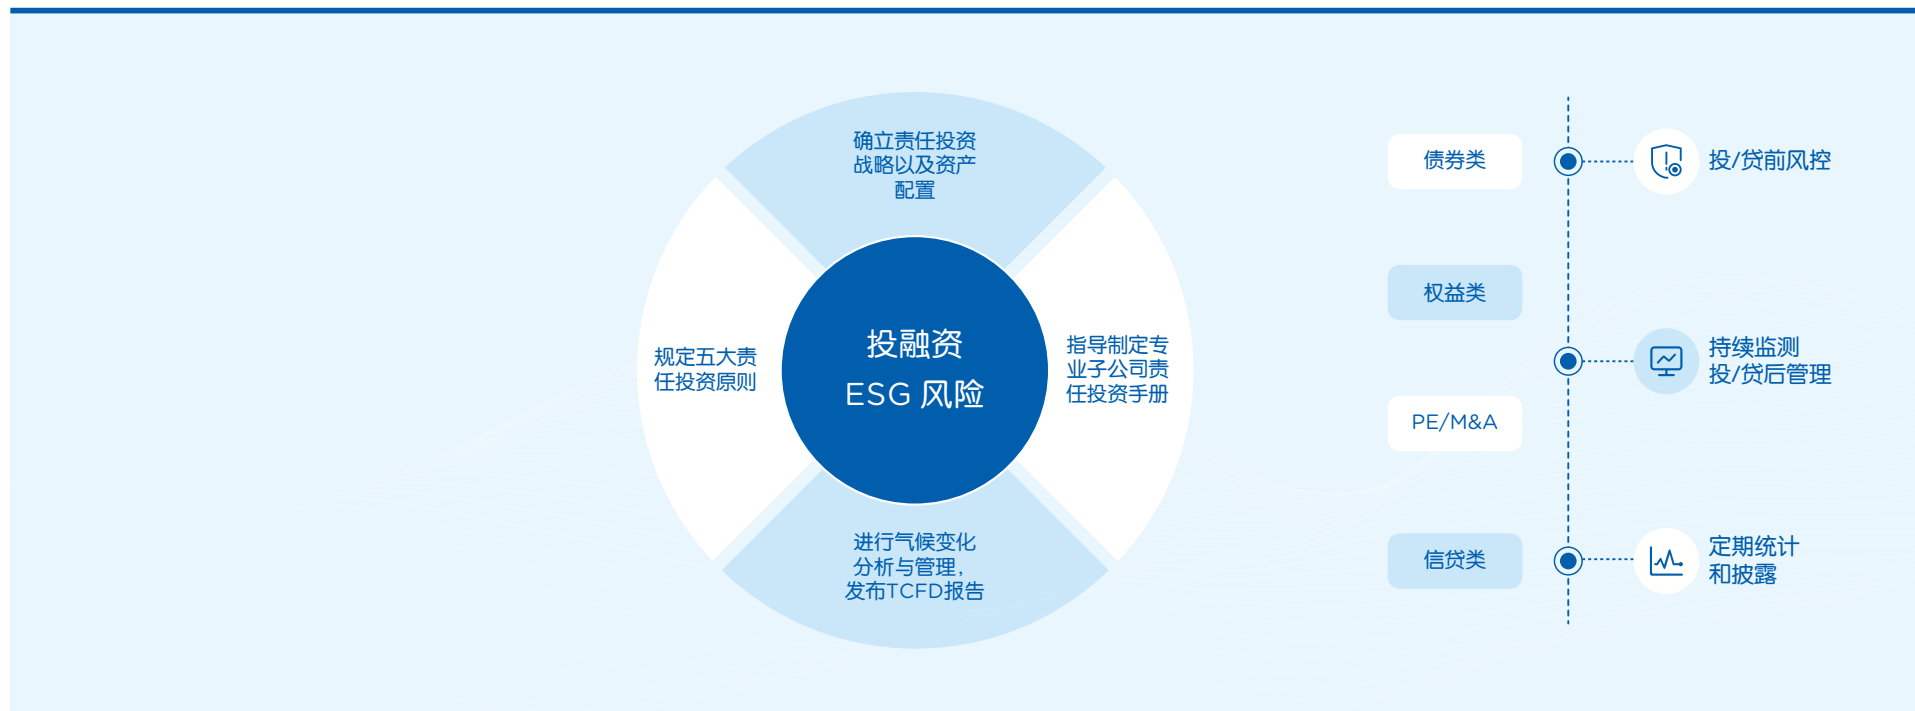 确立责任投资
战略以及资产
配置
规定五大责
任投资原则
投融资
ESG 风险
指导制定专
业子公司责
任投资手册
进行气候变化
分析与管理，
发布TCFD报告
债券类
权益类
PE/M&A
信贷类
投/贷前风控
持续监测
投/贷后管理
定期统计
和披露